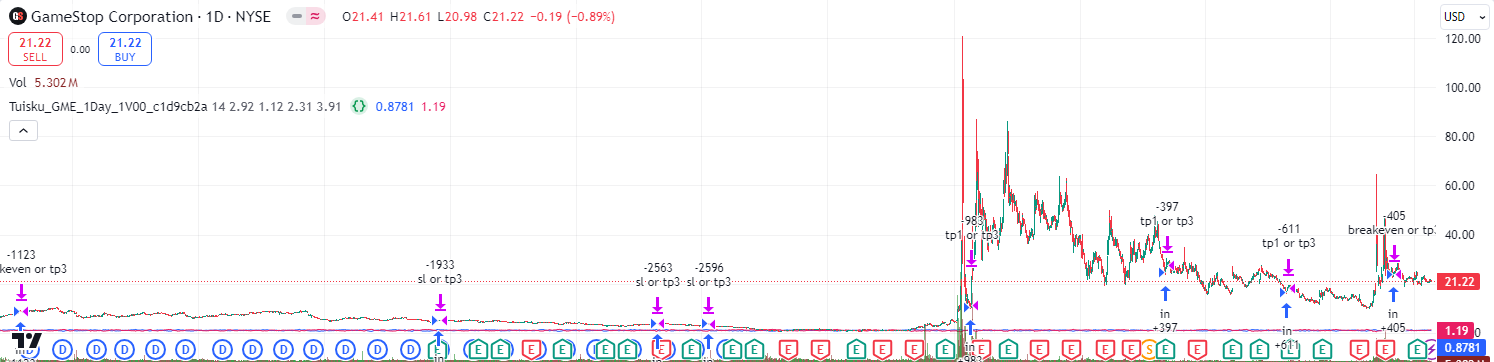 GameStop Corporation · 1D · NYSE
O21.41 H21.61 L20.98 C21.22 −0.19 (−0.89%)
USD
21.22
SELL
0.00
21.22
BUY
Vol 5.302 M
Tuisku_GME_1Day_1V00_c1d9cb2a 14 2.92 1.12 2.31 3.91 {} 0.8781 1.19
120.00
100.00
80.00
60.00
40.00
21.22
1.19
0.8781
-1123
keven or tp3
-1933
sl or tp3
-2563
sl or tp3
-2596
sl or tp3
-983
tp1 or tp3
-397
tp1 or tp3
-611
tp1 or tp3
-405
breakeven or tp
in
+397
in
+611
in
+405
D D D D D D D D D
E E E E E E E E E E E E E E E E E E E E E E S E E E E E E E E E